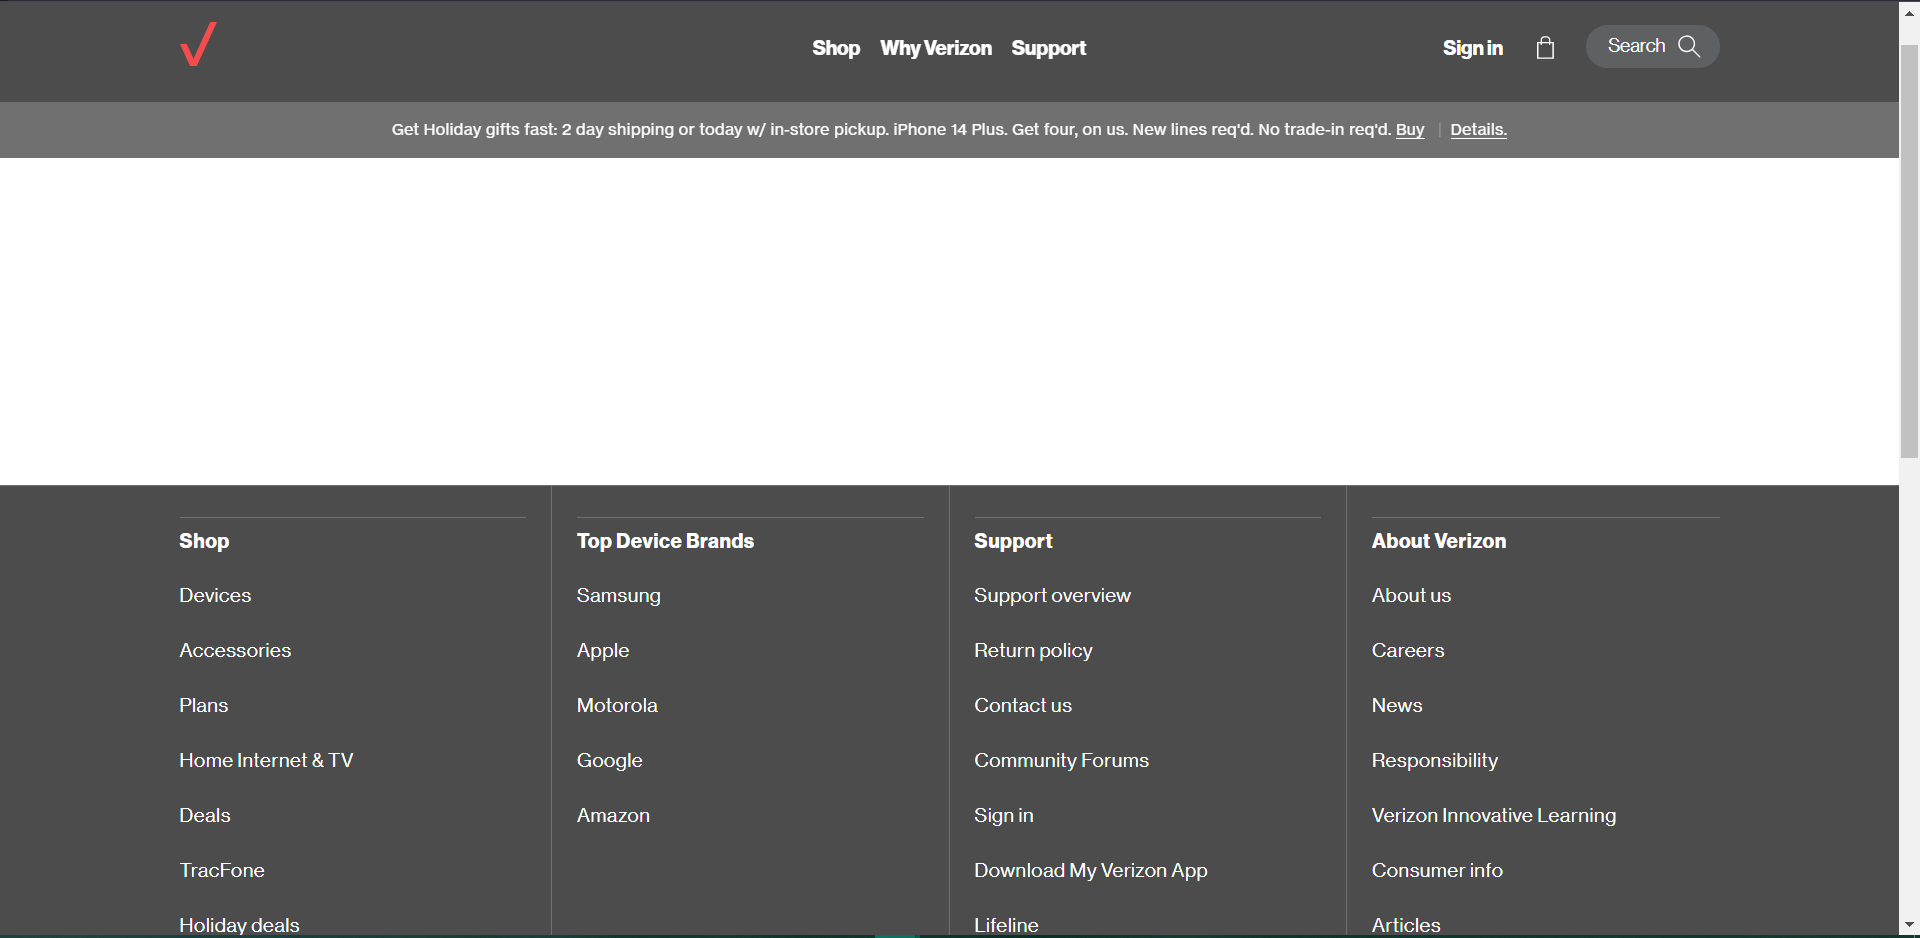 Shop Why Verizon Support Sign in Search
Get Holiday gifts fast: 2 day shipping or today w/ in-store pickup. iPhone 14 Plus. Get four, on us. New lines req'd. No trade-in req'd. Buy | Details.
Shop
Devices
Accessories
Plans
Home Internet & TV
Deals
TracFone
Holiday deals
Top Device Brands
Samsung
Apple
Motorola
Google
Amazon
Support
Support overview
Return policy
Contact us
Community Forums
Sign in
Download My Verizon App
Lifeline
About Verizon
About us
Careers
News
Responsibility
Verizon Innovative Learning
Consumer info
Articles